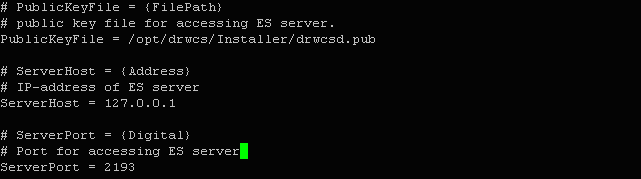 # PublicKeyFile = {FilePath}
# public key file for accessing ES server.
PublicKeyFile = /opt/drwcs/Installer/drwcsd.pub
# ServerHost = {Address}
# IP-address of ES server
ServerHost = 127.0.0.1
# ServerPort = {Digital}
# Port for accessing ES server
ServerPort = 2193